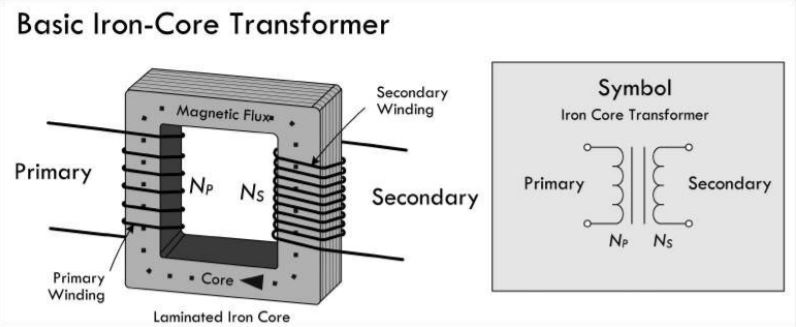 Basic Iron-Core Transformer
Magnetic Flux
Secondary
Winding
Primary
NP
NS
Secondary
Primary
Winding
Core
Laminated Iron Core
Symbol
Iron Core Transformer
Primary
Secondary
NP
NS